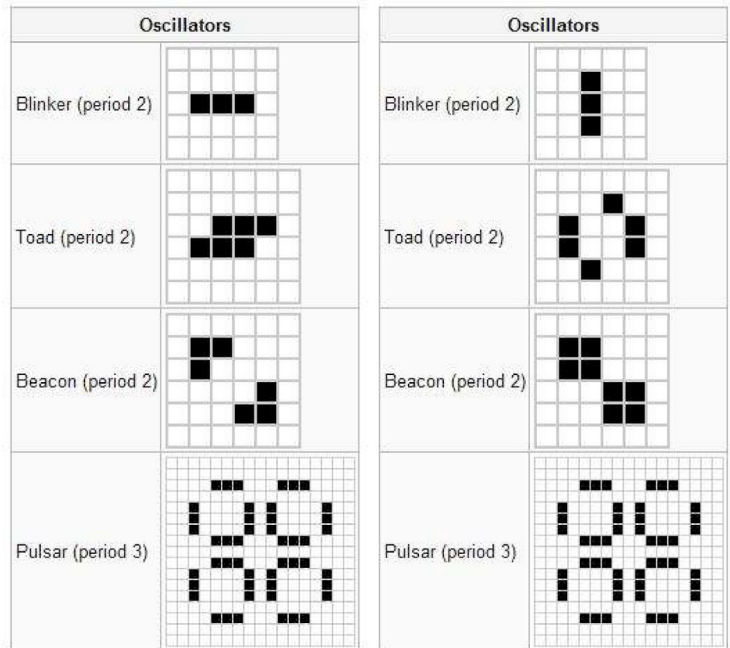 Oscillators
Blinker (period 2)
Toad (period 2)
Beacon (period 2)
Pulsar (period 3)
Oscillators
Blinker (period 2)
Toad (period 2)
Beacon (period 2)
Pulsar (period 3)